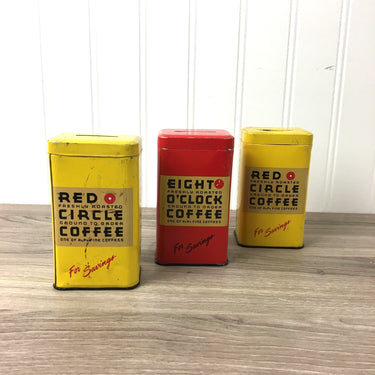 RED
FRESHLY ROASTED
CIRCLE
GROUND TO ORDER
COFFEE
ONE OF A&P'S FINE COFFEES
For Savings
EIGHT
FRESHLY ROASTED
O'CLOCK
GROUND TO ORDER
COFFEE
ONE OF A&P'S FINE COFFEES
For Savings
RED
FRESHLY ROASTED
CIRCLE
GROUND TO ORDER
COFFEE
ONE OF A&P'S FINE COFFEES
For Savings